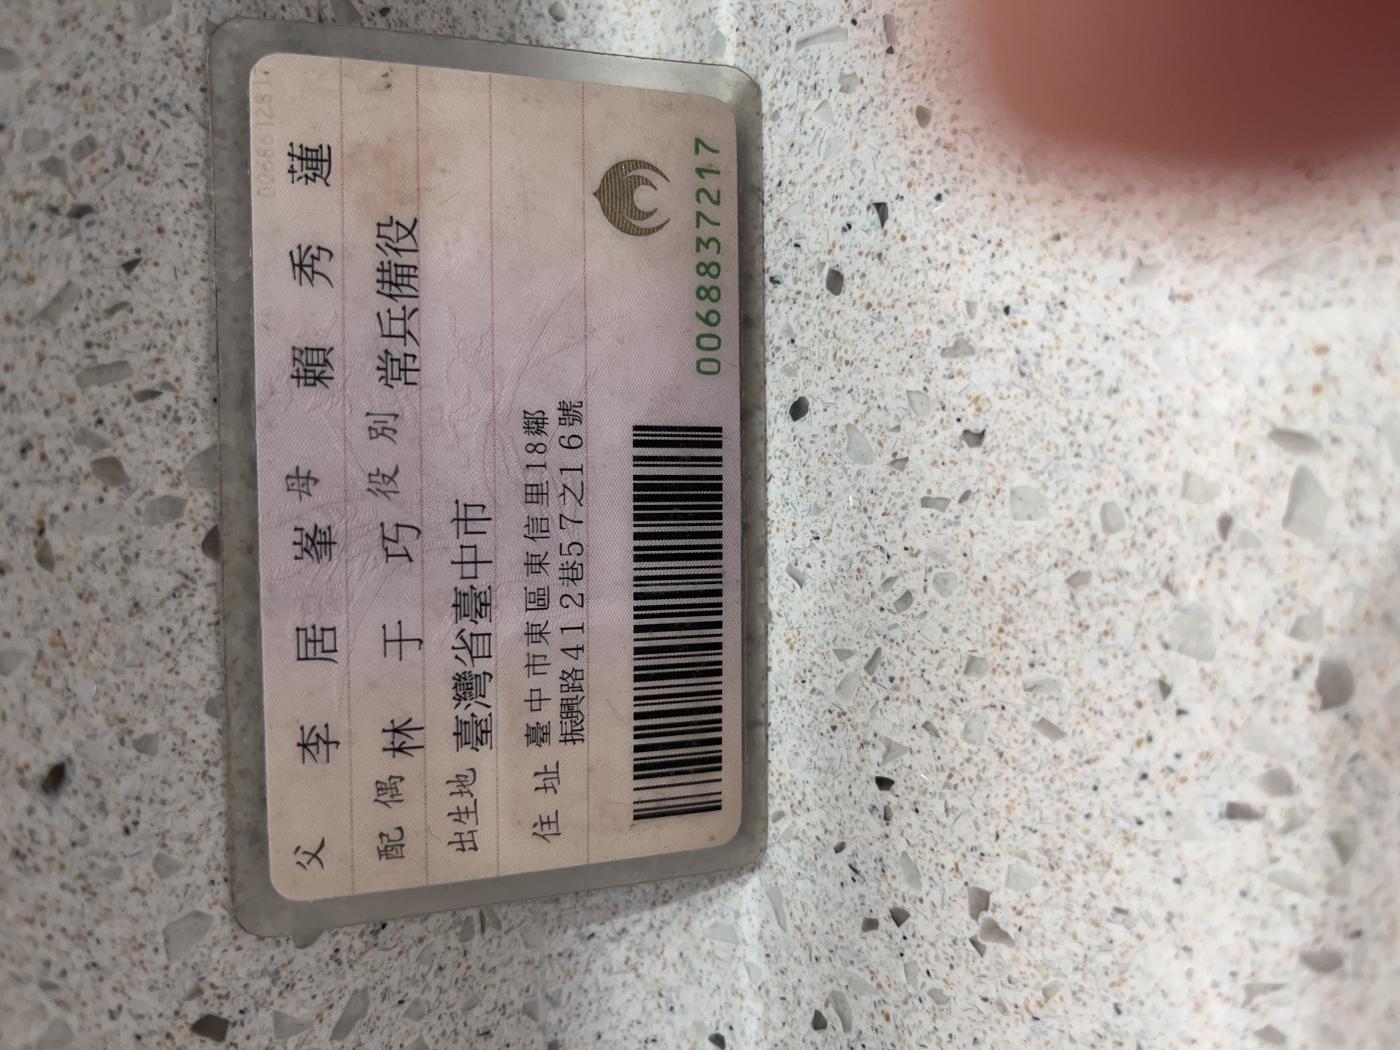 父 李居峯 母 賴秀蓮
配偶 林于巧 役別 常兵備役
出生地 臺灣省臺中市
住址 臺中市東區東信里18鄰
振興路412巷57之16號
0068837217